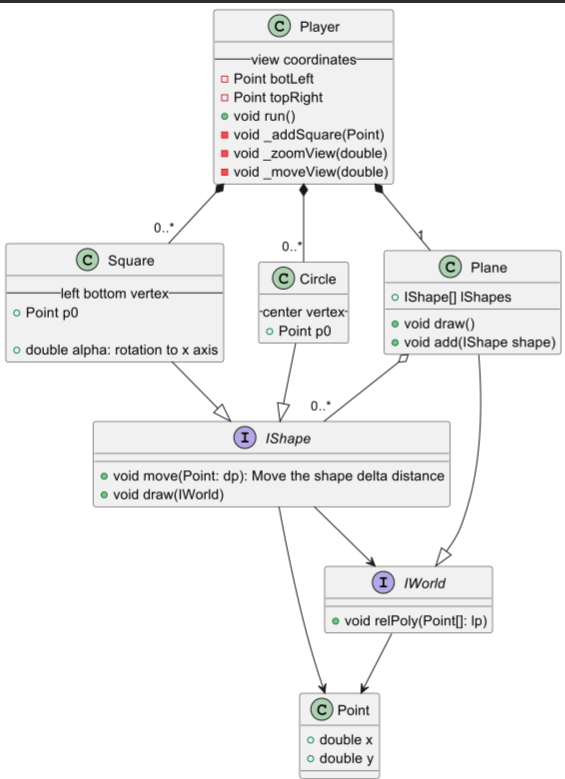 C Player
view coordinates
Point botLeft
Point topRight
void run()
void _addSquare(Point)
void _zoomView(double)
void _moveView(double)
0..*
0..*
1
C Square
left bottom vertex
Point p0
double alpha: rotation to x axis
C Circle
center vertex
Point p0
C Plane
IShape[] lShapes
void draw()
void add(IShape shape)
0..*
I IShape
void move(Point: dp): Move the shape delta distance
void draw(IWorld)
I IWorld
void relPoly(Point[]: lp)
C Point
double x
double y